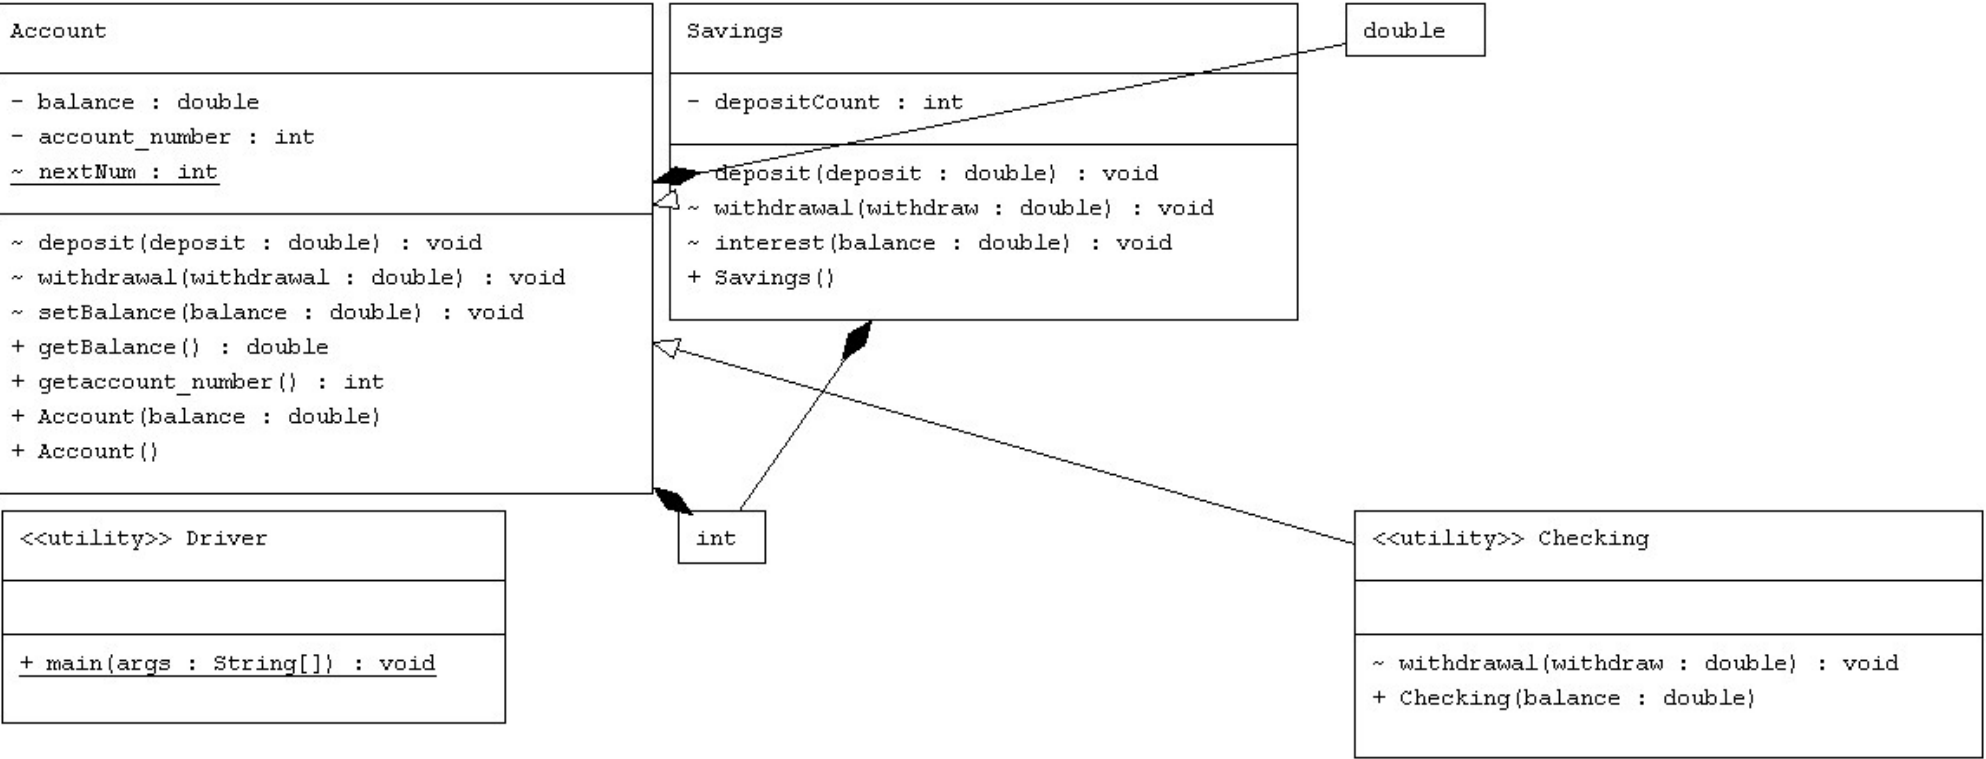 Account
- balance : double
- account_number : int
~ nextNum : int
~ deposit(deposit : double) : void
~ withdrawal(withdrawal : double) : void
~ setBalance(balance : double) : void
+ getBalance() : double
+ getaccount_number() : int
+ Account(balance : double)
+ Account()
Savings
- depositCount : int
deposit(deposit : double) : void
~ withdrawal(withdraw : double) : void
~ interest(balance : double) : void
+ Savings()
double
<<utility>> Driver
+ main(args : String[]) : void
int
<<utility>> Checking
~ withdrawal(withdraw : double) : void
+ Checking(balance : double)